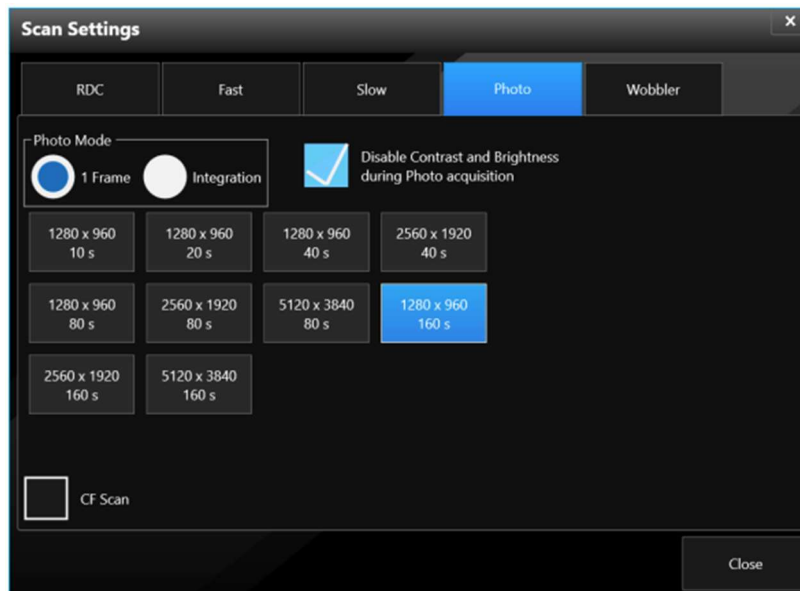 Scan Settings
×
RDC
Fast
Slow
Photo
Wobbler
Photo Mode
1 Frame
Integration
Disable Contrast and Brightness
during Photo acquisition
1280 x 960
10 s
1280 x 960
20 s
1280 x 960
40 s
2560 x 1920
40 s
1280 x 960
80 s
2560 x 1920
80 s
5120 x 3840
80 s
1280 x 960
160 s
2560 x 1920
160 s
5120 x 3840
160 s
CF Scan
Close